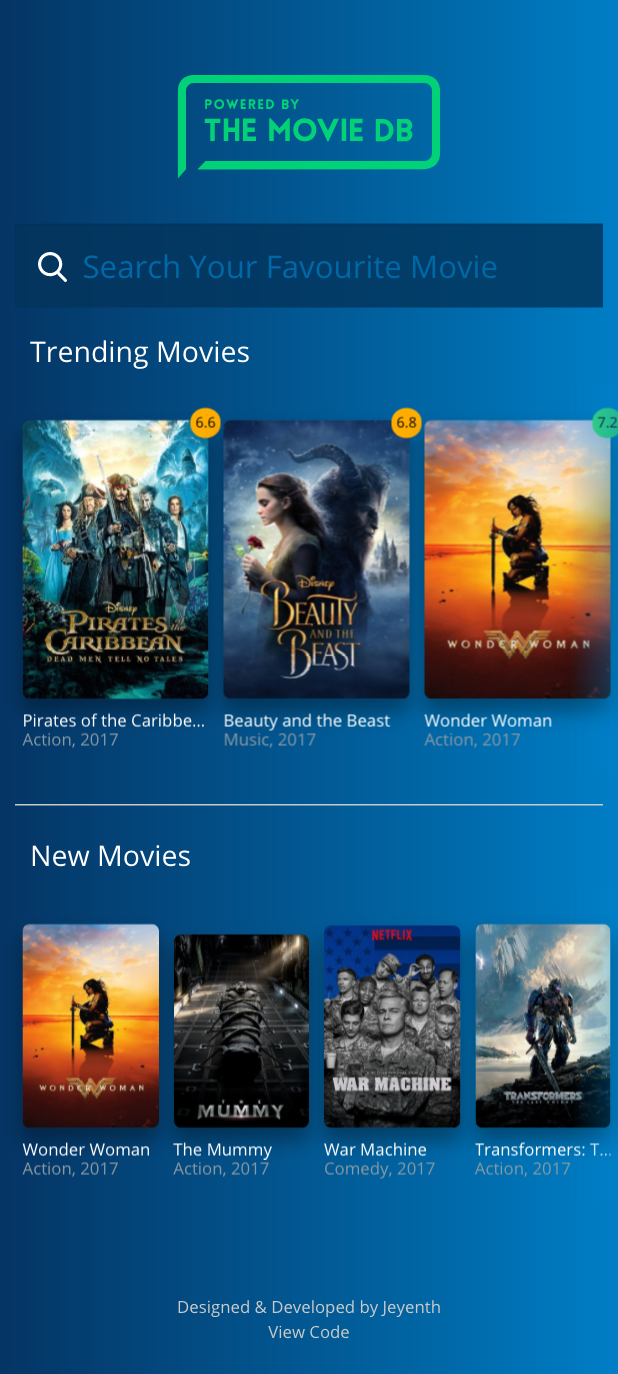 POWERED BY
THE MOVIE DB
Search Your Favourite Movie
Trending Movies
6.6
6.8
7.2
Disney
PIRATES of the
CARIBBEAN
DEAD MEN TELL NO TALES
Disney
BEAUTY
AND THE
BEAST
WONDER WOMAN
Pirates of the Caribbe...
Action, 2017
Beauty and the Beast
Music, 2017
Wonder Woman
Action, 2017
New Movies
WONDER WOMAN
MUMMY
NETFLIX
WAR MACHINE
TRANSFORMERS
Wonder Woman
Action, 2017
The Mummy
Action, 2017
War Machine
Comedy, 2017
Transformers: T...
Action, 2017
Designed & Developed by Jeyenth
View Code